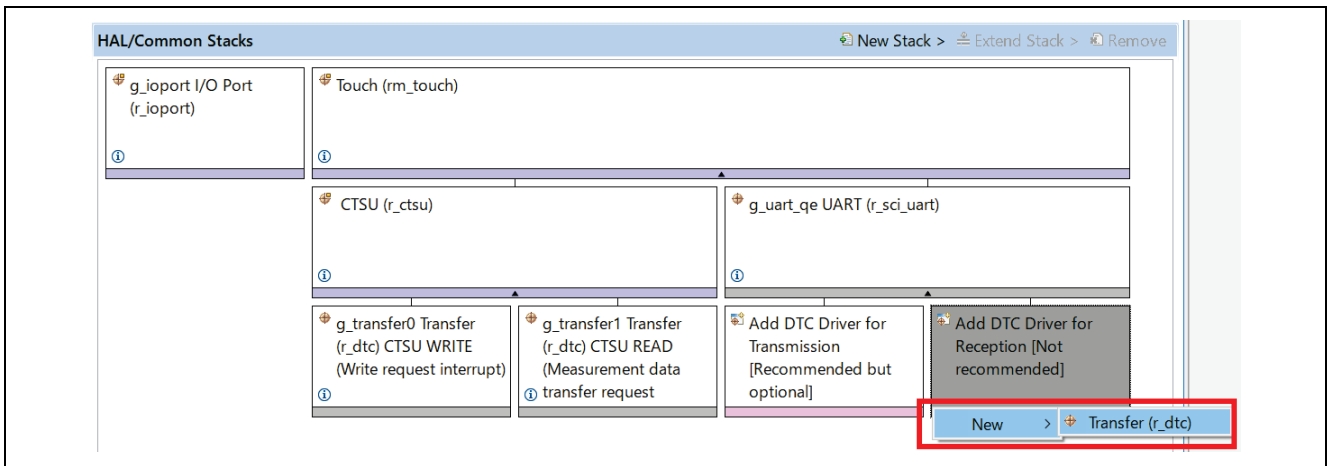 HAL/Common Stacks
New Stack > Extend Stack > Remove
g_ioport I/O Port
(r_ioport)
Touch (rm_touch)
CTSU (r_ctsu)
g_uart_qe UART (r_sci_uart)
g_transfer0 Transfer
(r_dtc) CTSU WRITE
(Write request interrupt)
g_transfer1 Transfer
(r_dtc) CTSU READ
(Measurement data
transfer request
Add DTC Driver for
Transmission
[Recommended but
optional]
Add DTC Driver for
Reception [Not
recommended]
New > Transfer (r_dtc)